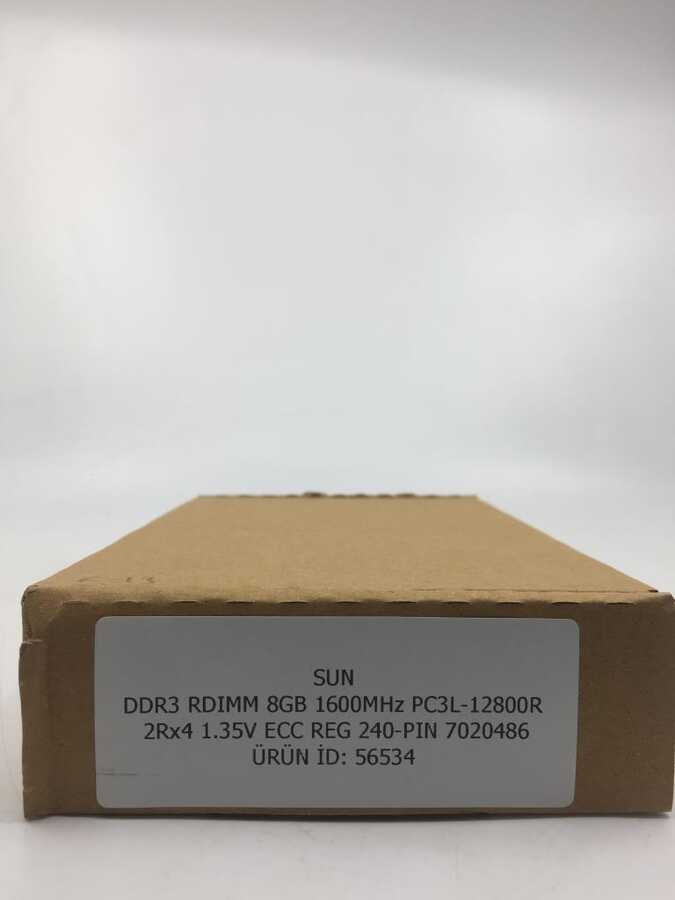 SUN
DDR3 RDIMM 8GB 1600MHz PC3L-12800R
2Rx4 1.35V ECC REG 240-PIN 7020486
ÜRÜN İD: 56534